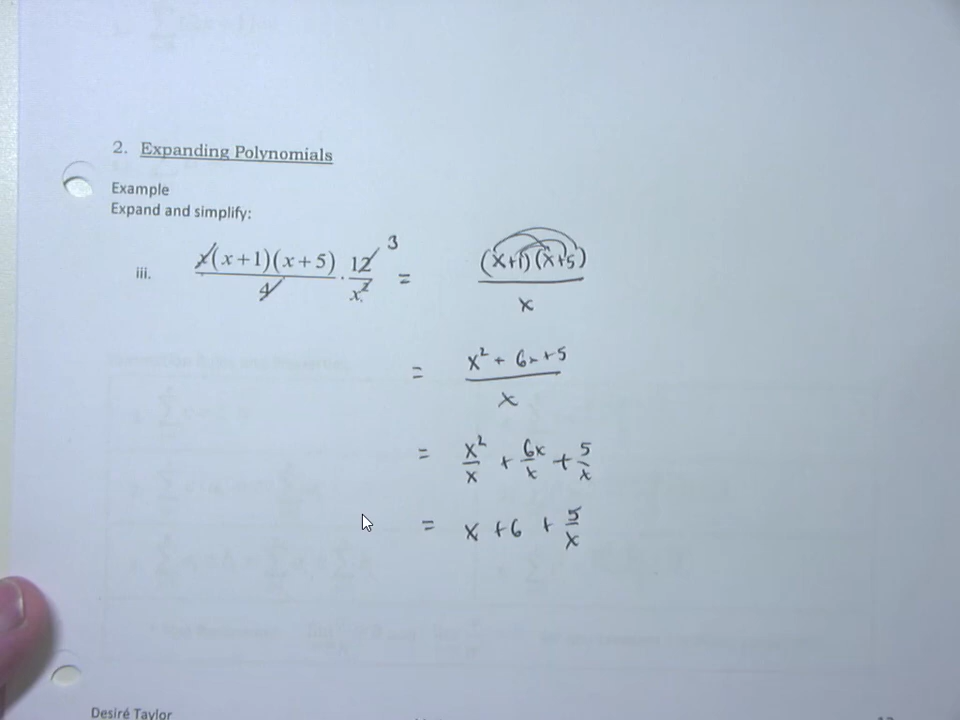 2. Expanding Polynomials
Example
Expand and simplify:
iii. x(x+1)(x+5)/4 · 12/x² 3 = (x+1)(x+5)/x
= x² + 6x+5/x
= x²/x + 6x/x + 5/x
= x +6 + 5/x
Desiré Taylor